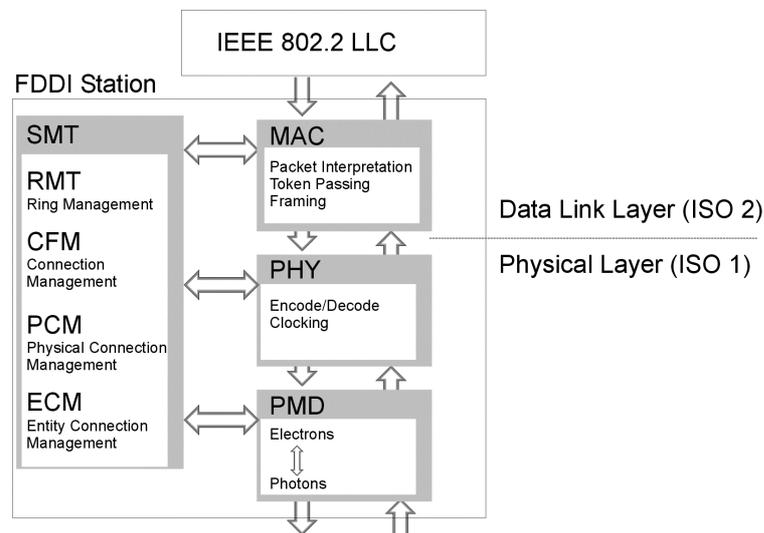 IEEE 802.2 LLC
FDDI Station
SMT
RMT
Ring Management
CFM
Connection
Management
PCM
Physical Connection
Management
ECM
Entity Connection
Management
MAC
Packet Interpretation
Token Passing
Framing
PHY
Encode/Decode
Clocking
PMD
Electrons
Photons
Data Link Layer (ISO 2)
Physical Layer (ISO 1)